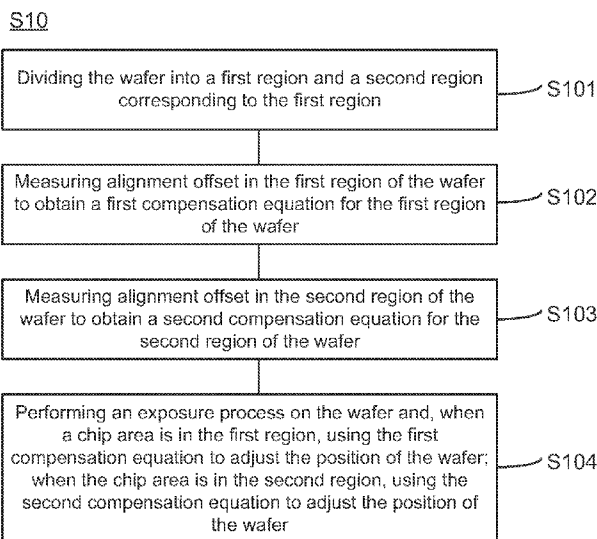 S10
Dividing the wafer into a first region and a second region
corresponding to the first region
S101
Measuring alignment offset in the first region of the wafer
to obtain a first compensation equation for the first region
of the wafer
S102
Measuring alignment offset in the second region of the
wafer to obtain a second compensation equation for the
second region of the wafer
S103
Performing an exposure process on the wafer and, when
a chip area is in the first region, using the first
compensation equation to adjust the position of the wafer;
when the chip area is in the second region, using the
second compensation equation to adjust the position of
the wafer
S104